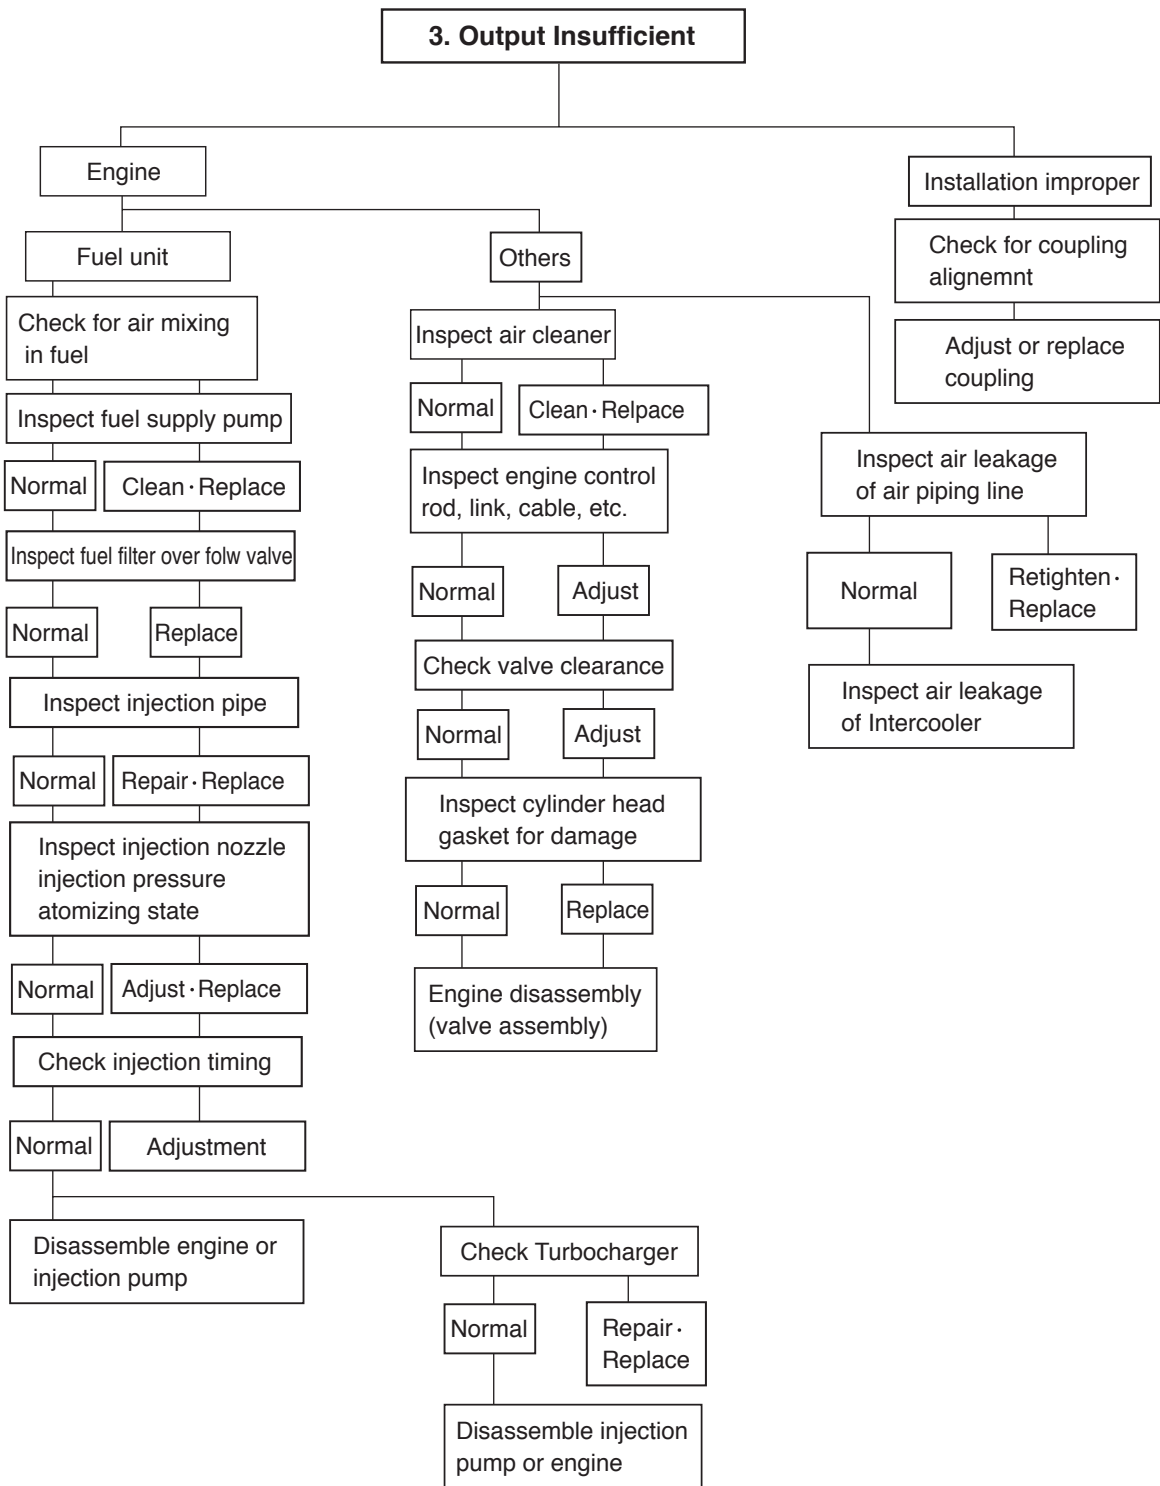 3. Output Insufficient
Engine
Fuel unit
Check for air mixing
in fuel
Inspect fuel supply pump
Normal
Clean·Replace
Inspect fuel filter over folw valve
Normal
Replace
Inspect injection pipe
Normal
Repair·Replace
Inspect injection nozzle
injection pressure
atomizing state
Normal
Adjust·Replace
Check injection timing
Normal
Adjustment
Disassemble engine or
injection pump
Check Turbocharger
Normal
Repair·
Replace
Disassemble injection
pump or engine
Others
Inspect air cleaner
Normal
Clean·Relpace
Inspect engine control
rod, link, cable, etc.
Normal
Adjust
Check valve clearance
Normal
Adjust
Inspect cylinder head
gasket for damage
Normal
Replace
Engine disassembly
(valve assembly)
Inspect air leakage
of air piping line
Normal
Retighten·
Replace
Inspect air leakage
of Intercooler
Installation improper
Check for coupling
alignemnt
Adjust or replace
coupling